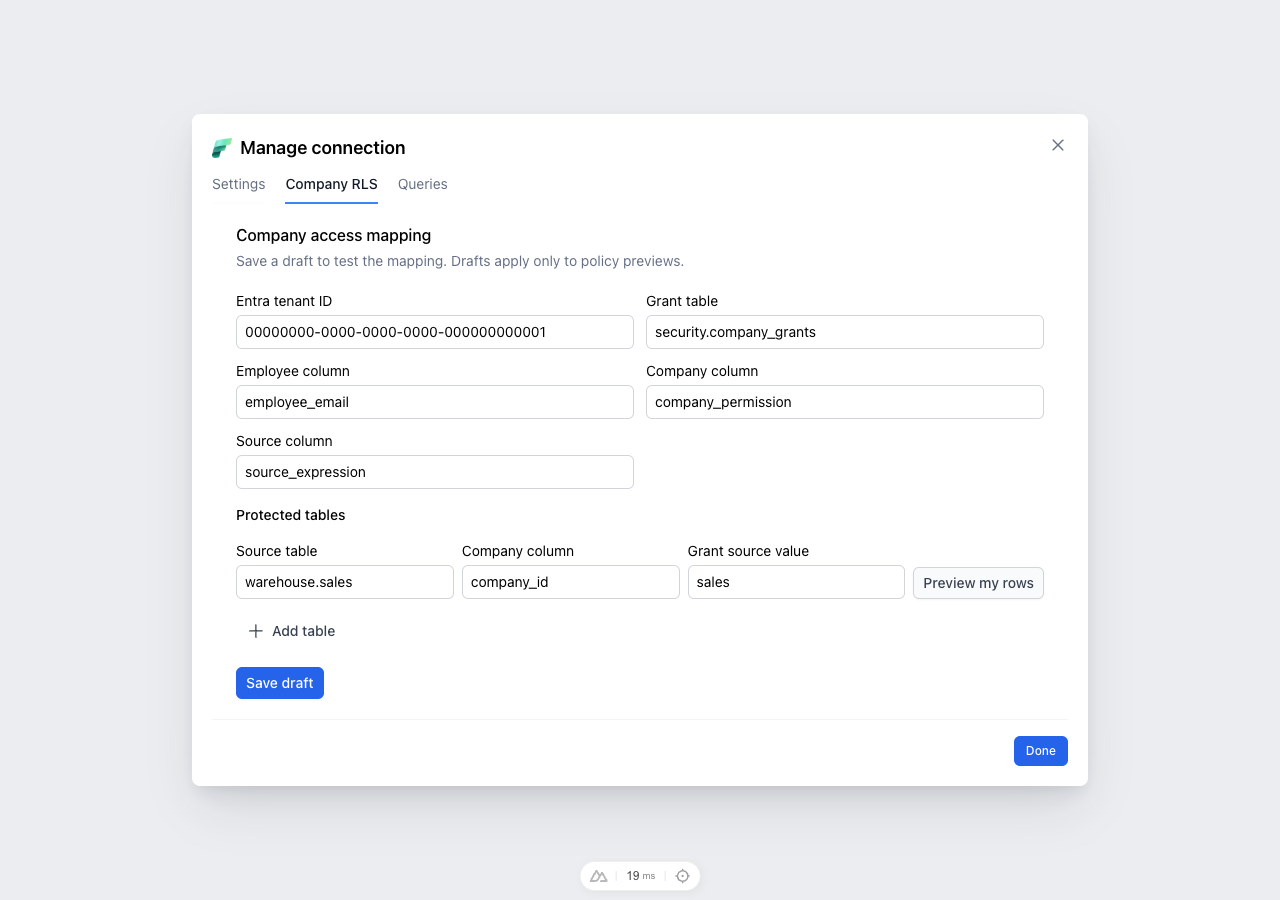 Manage connection
Settings Company RLS Queries
Company access mapping
Save a draft to test the mapping. Drafts apply only to policy previews.
Entra tenant ID Grant table
00000000-0000-0000-0000-000000000001 security.company_grants
Employee column Company column
employee_email company_permission
Source column
source_expression
Protected tables
Source table Company column Grant source value
warehouse.sales company_id sales Preview my rows
Add table
Save draft
Done
19 ms